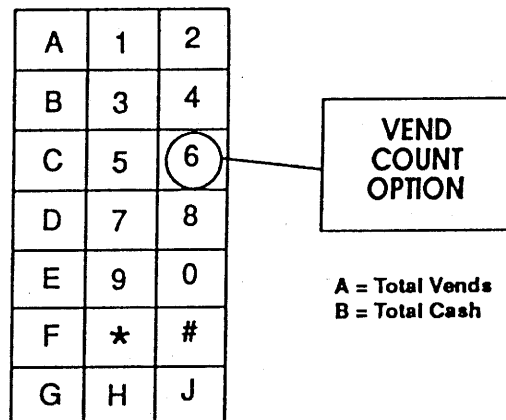 A 1 2
B 3 4
C 5 6
D 7 8
E 9 0
F * #
G H J
VEND
COUNT
OPTION
A = Total Vends
B = Total Cash